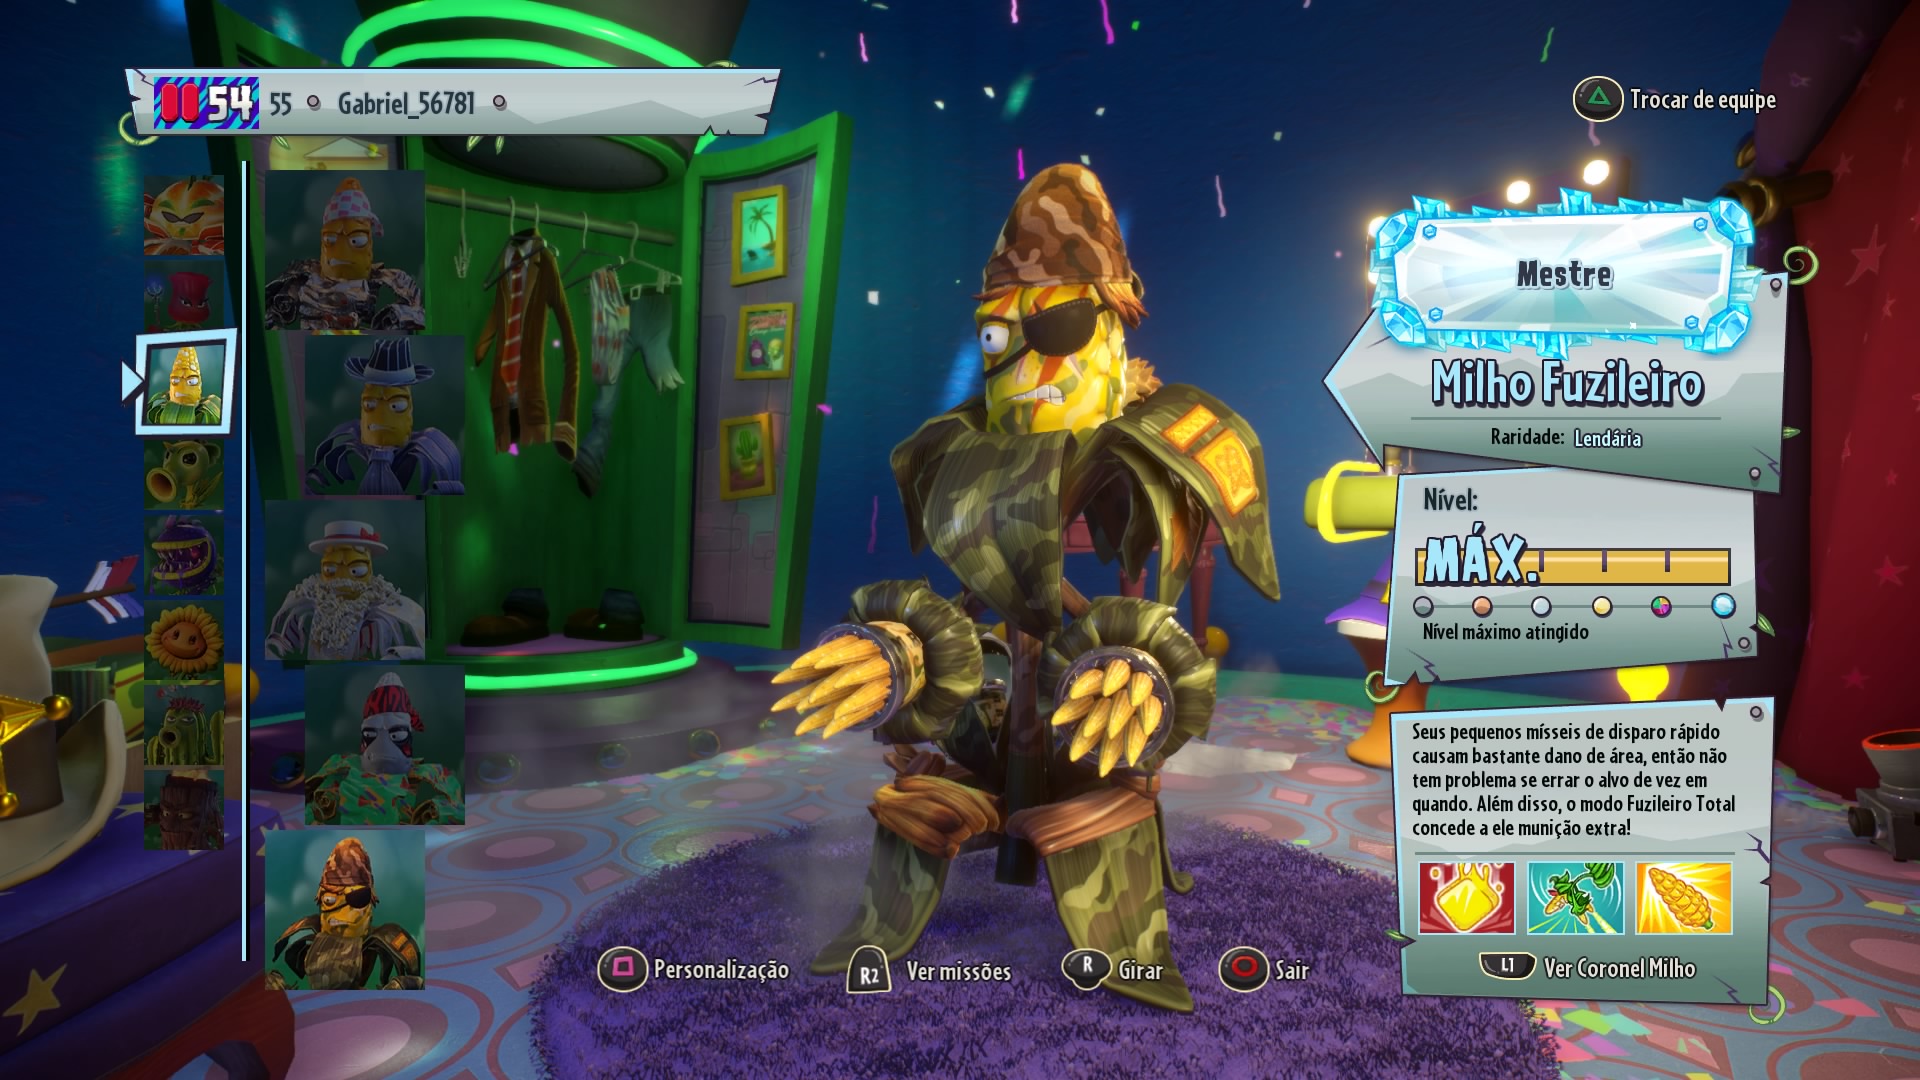 54 55 Gabriel_56781
Trocar de equipe
Mestre
Milho Fuzileiro
Raridade: Lendária
Nível:
MÁX.
Nível máximo atingido
Seus pequenos mísseis de disparo rápido
causam bastante dano de área, então não
tem problema se errar o alvo de vez em
quando. Além disso, o modo Fuzileiro Total
concede a ele munição extra!
L1 Ver Coronel Milho
Personalização
R2 Ver missões
R Girar
Sair